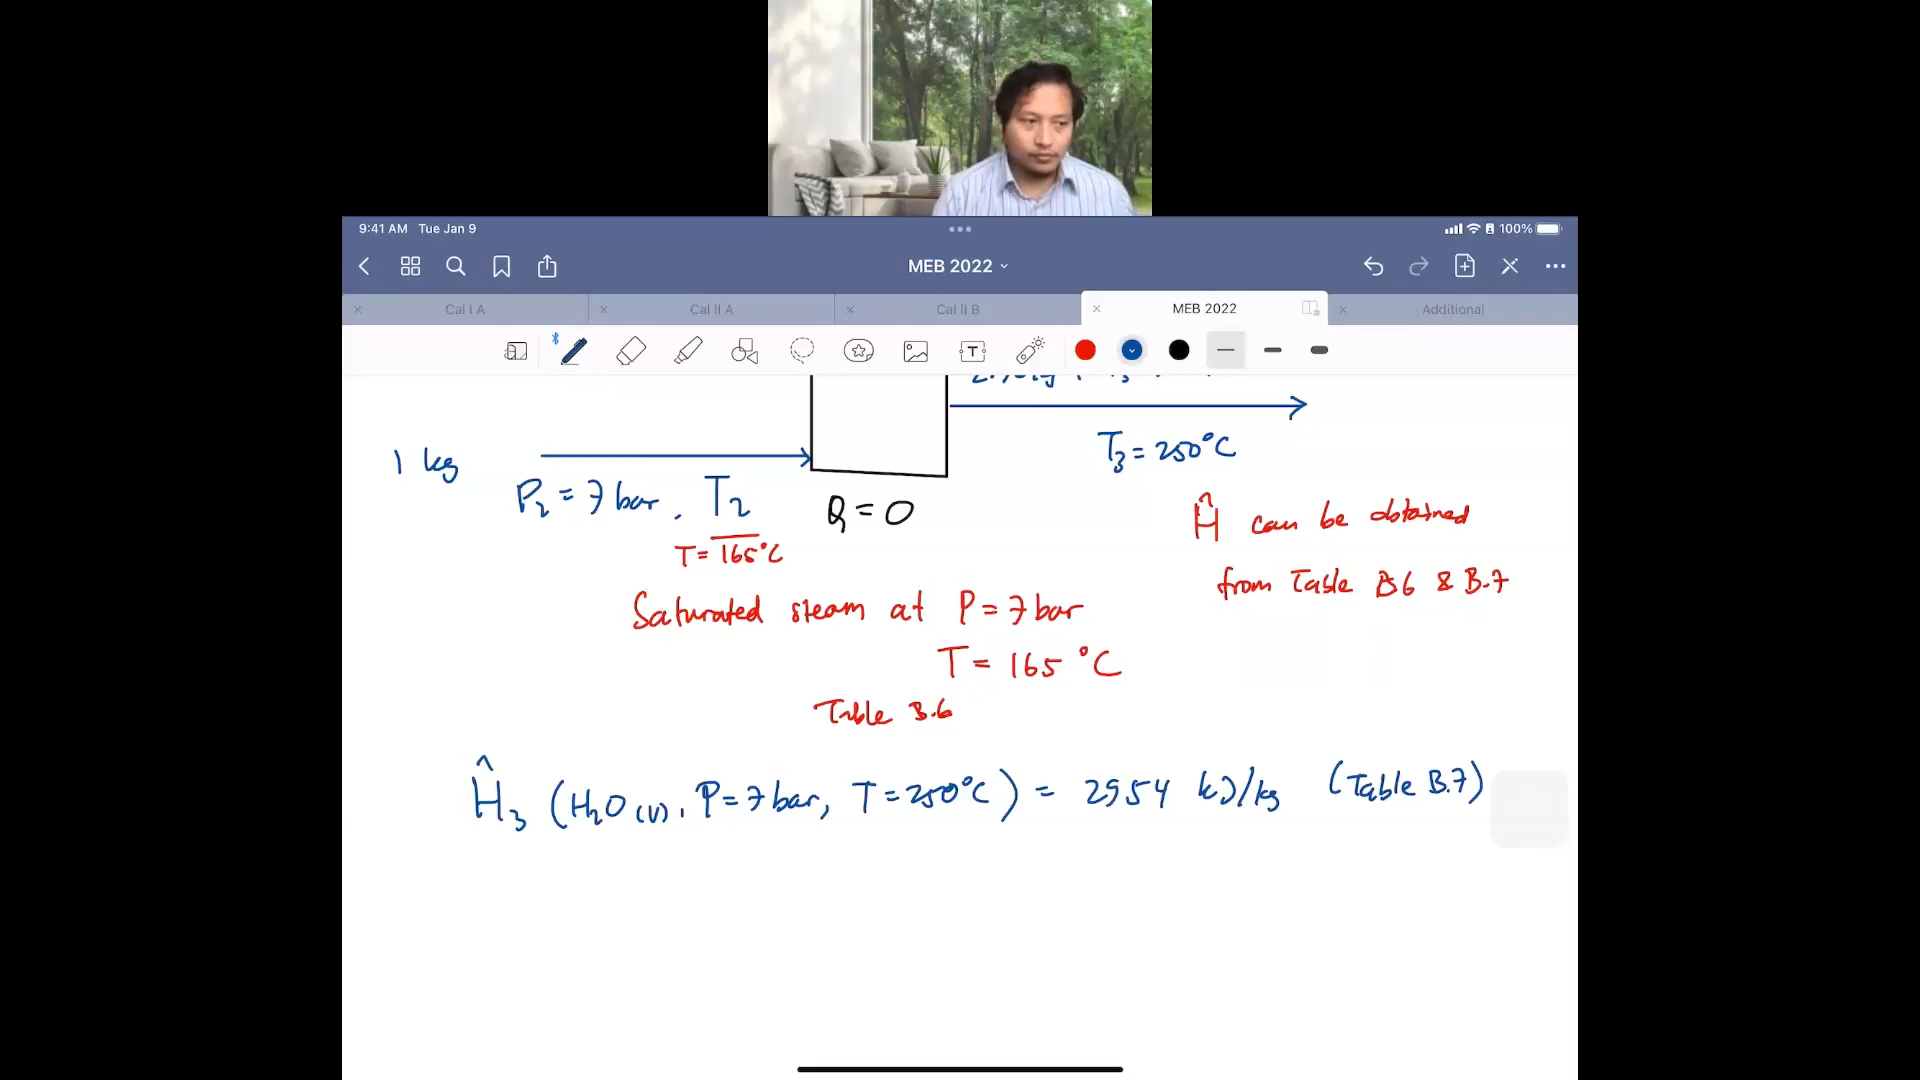 9:41 AM Tue Jan 9
100%
MEB 2022
Cal I A
Cal II A
Cal II B
MEB 2022
Additional
T
T₃ = 250°C
1 kg
P₂ = 7 bar, T₂
Q = 0
T = 165°C
Ĥ can be obtained
from Table B.6 & B.7
Saturated steam at P = 7 bar
T = 165 °C
Table B.6
Ĥ₃ (H₂O (v), P = 7 bar, T = 250°C) = 2954 kJ/kg (Table B.7)